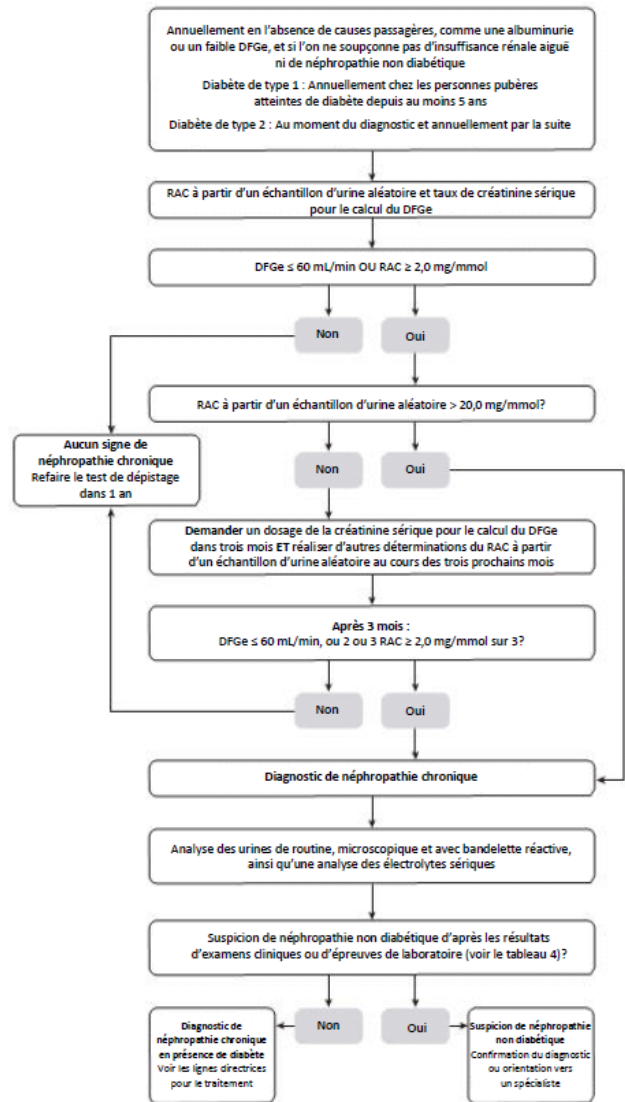 Annuellement en l'absence de causes passagères, comme une albuminurie
ou un faible DFGe, et si l'on ne soupçonne pas d'insuffisance rénale aiguë
ni de néphropathie non diabétique
Diabète de type 1 : Annuellement chez les personnes pubères
atteintes de diabète depuis au moins 5 ans
Diabète de type 2 : Au moment du diagnostic et annuellement par la suite
RAC à partir d'un échantillon d'urine aléatoire et taux de créatinine sérique
pour le calcul du DFGe
DFGe ≤ 60 mL/min OU RAC ≥ 2,0 mg/mmol
Non
Oui
RAC à partir d'un échantillon d'urine aléatoire > 20,0 mg/mmol?
Aucun signe de
néphropathie chronique
Refaire le test de dépistage
dans 1 an
Non
Oui
Demander un dosage de la créatinine sérique pour le calcul du DFGe
dans trois mois ET réaliser d'autres déterminations du RAC à partir
d'un échantillon d'urine aléatoire au cours des trois prochains mois
Après 3 mois :
DFGe ≤ 60 mL/min, ou 2 ou 3 RAC ≥ 2,0 mg/mmol sur 3?
Non
Oui
Diagnostic de néphropathie chronique
Analyse des urines de routine, microscopique et avec bandelette réactive,
ainsi qu'une analyse des électrolytes sériques
Suspicion de néphropathie non diabétique d'après les résultats
d'examens cliniques ou d'épreuves de laboratoire (voir le tableau 4)?
Non
Oui
Diagnostic de
néphropathie chronique
en présence de diabète
Voir les lignes directrices
pour le traitement
Suspicion de néphropathie
non diabétique
Confirmation du diagnostic
ou orientation vers
un spécialiste